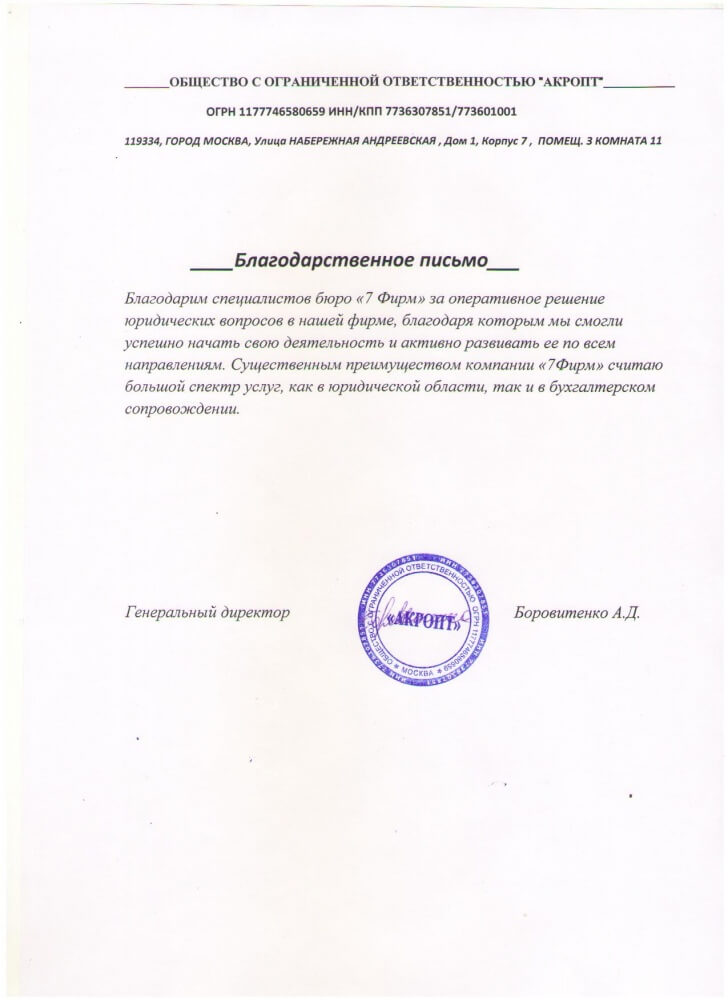 ______ОБЩЕСТВО С ОГРАНИЧЕННОЙ ОТВЕТСТВЕННОСТЬЮ "АКРОПТ"__________
ОГРН 1177746580659 ИНН/КПП 7736307851/773601001
119334, ГОРОД МОСКВА, Улица НАБЕРЕЖНАЯ АНДРЕЕВСКАЯ , Дом 1, Корпус 7 , ПОМЕЩ. 3 КОМНАТА 11
____Благодарственное письмо___
Благодарим специалистов бюро «7 Фирм» за оперативное решение
юридических вопросов в нашей фирме, благодаря которым мы смогли
успешно начать свою деятельность и активно развивать ее по всем
направлениям. Существенным преимуществом компании «7Фирм» считаю
большой спектр услуг, как в юридической области, так и в бухгалтерском
сопровождении.
Генеральный директор
ОБЩЕСТВО С ОГРАНИЧЕННОЙ ОТВЕТСТВЕННОСТЬЮ ОГРН 1177746580659
«АКРОПТ»
* МОСКВА *
Боровитенко А.Д.